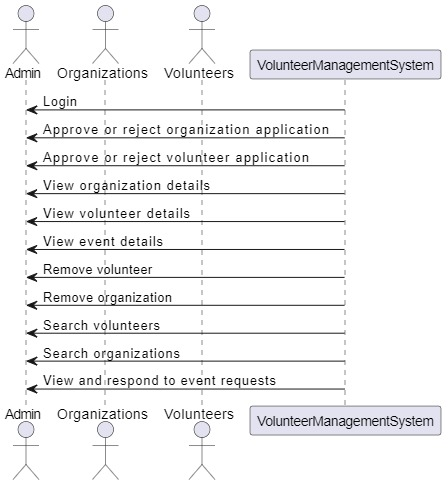 Admin Organizations Volunteers VolunteerManagementSystem
Login
Approve or reject organization application
Approve or reject volunteer application
View organization details
View volunteer details
View event details
Remove volunteer
Remove organization
Search volunteers
Search organizations
View and respond to event requests
Admin Organizations Volunteers VolunteerManagementSystem